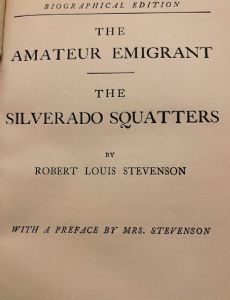 BIOGRAPHICAL EDITION
THE
AMATEUR EMIGRANT
THE
SILVERADO SQUATTERS
BY
ROBERT LOUIS STEVENSON
WITH A PREFACE BY MRS. STEVENSON